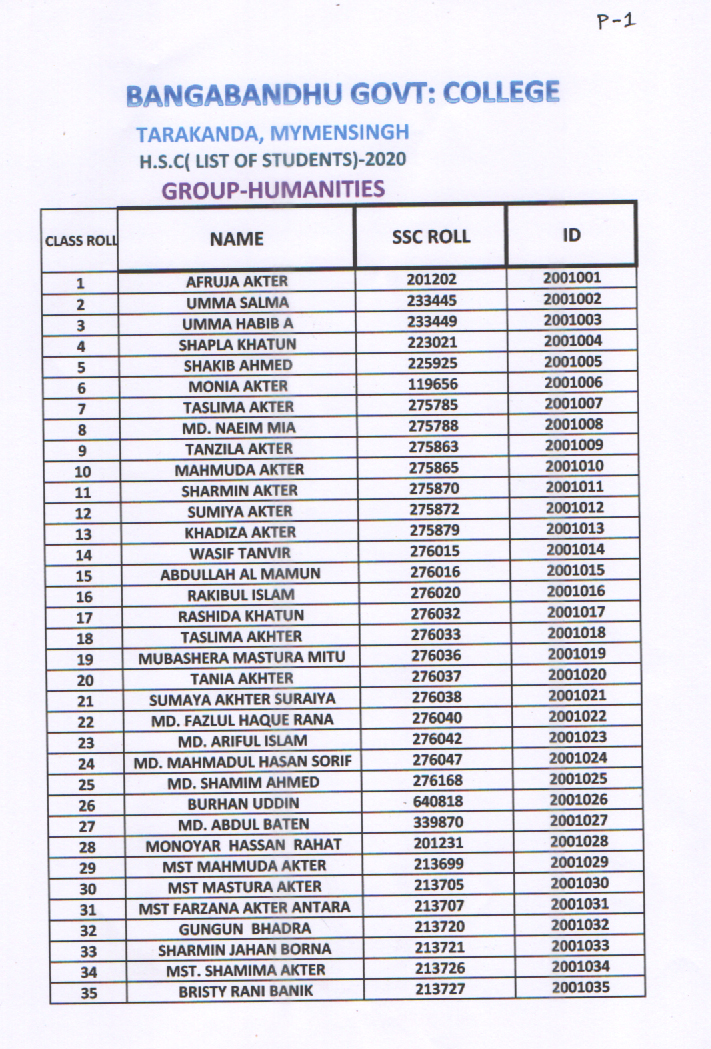 P-1
BANGABANDHU GOVT: COLLEGE
TARAKANDA, MYMENSINGH
H.S.C( LIST OF STUDENTS)-2020
GROUP-HUMANITIES
CLASS ROLL NAME SSC ROLL ID
1 AFRUJA AKTER 201202 2001001
2 UMMA SALMA 233445 2001002
3 UMMA HABIB A 233449 2001003
4 SHAPLA KHATUN 223021 2001004
5 SHAKIB AHMED 225925 2001005
6 MONIA AKTER 119656 2001006
7 TASLIMA AKTER 275785 2001007
8 MD. NAEIM MIA 275788 2001008
9 TANZILA AKTER 275863 2001009
10 MAHMUDA AKTER 275865 2001010
11 SHARMIN AKTER 275870 2001011
12 SUMIYA AKTER 275872 2001012
13 KHADIZA AKTER 275879 2001013
14 WASIF TANVIR 276015 2001014
15 ABDULLAH AL MAMUN 276016 2001015
16 RAKIBUL ISLAM 276020 2001016
17 RASHIDA KHATUN 276032 2001017
18 TASLIMA AKHTER 276033 2001018
19 MUBASHERA MASTURA MITU 276036 2001019
20 TANIA AKHTER 276037 2001020
21 SUMAYA AKHTER SURAIYA 276038 2001021
22 MD. FAZLUL HAQUE RANA 276040 2001022
23 MD. ARIFUL ISLAM 276042 2001023
24 MD. MAHMADUL HASAN SORIF 276047 2001024
25 MD. SHAMIM AHMED 276168 2001025
26 BURHAN UDDIN 640818 2001026
27 MD. ABDUL BATEN 339870 2001027
28 MONOYAR HASSAN RAHAT 201231 2001028
29 MST MAHMUDA AKTER 213699 2001029
30 MST MASTURA AKTER 213705 2001030
31 MST FARZANA AKTER ANTARA 213707 2001031
32 GUNGUN BHADRA 213720 2001032
33 SHARMIN JAHAN BORNA 213721 2001033
34 MST. SHAMIMA AKTER 213726 2001034
35 BRISTY RANI BANIK 213727 2001035